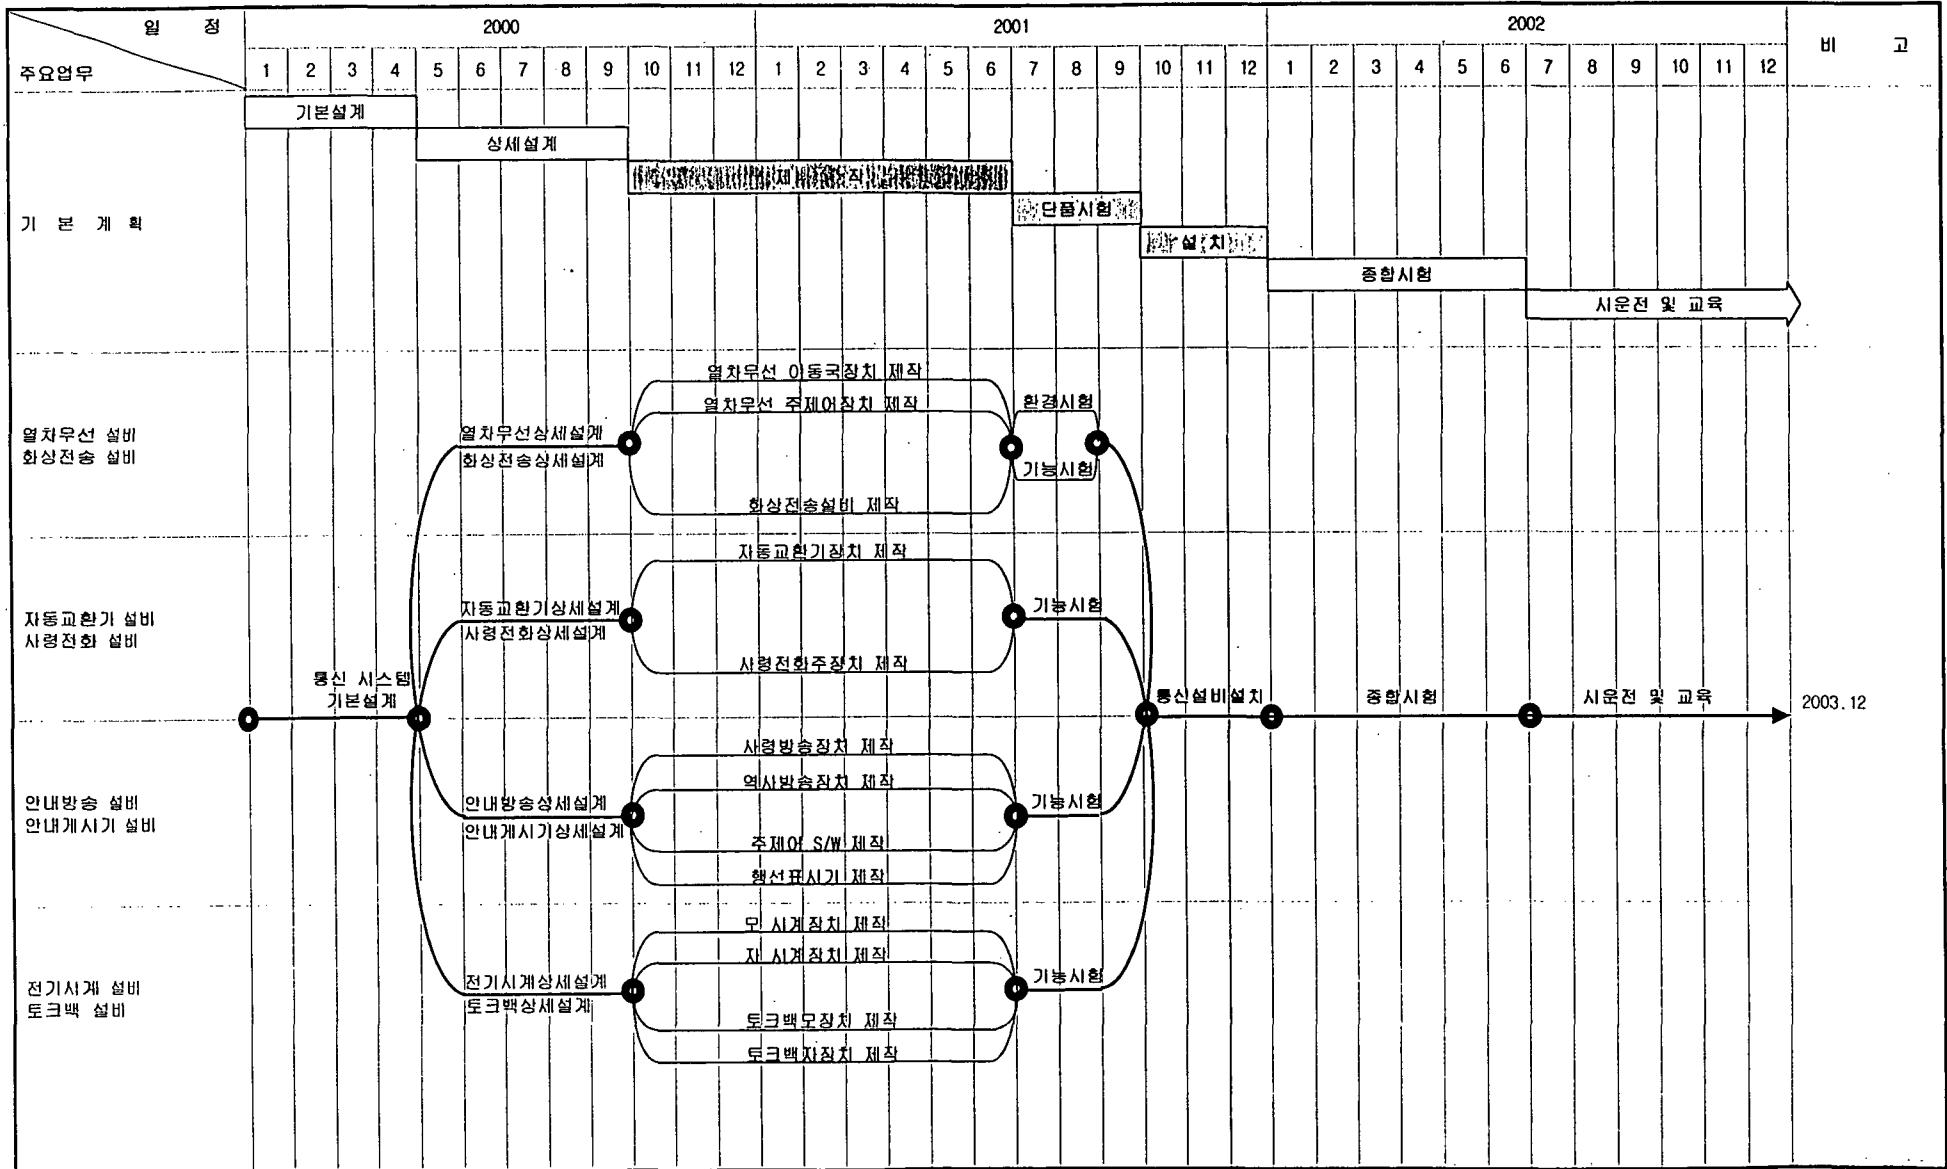 일 정
2000
2001
2002
비 고
주요업무
1 2 3 4 5 6 7 8 9 10 11 12 1 2 3 4 5 6 7 8 9 10 11 12 1 2 3 4 5 6 7 8 9 10 11 12
기본설계
상세설계
제 작
단품시험
기 본 계 획
설 치
종합시험
시운전 및 교육
열차무선 이동국장치 제작
열차무선 주제어장치 제작
환경시험
열차무선 설비
화상전송 설비
열차무선상세설계
화상전송상세설계
기능시험
화상전송설비 제작
자동교환기장치 제작
자동교환기 설비
사령전화 설비
자동교환기상세설계
사령전화상세설계
기능시험
사령전화주장치 제작
통신 시스템
기본설계
통신설비설치
종합시험
시운전 및 교육
2003.12
사령방송장치 제작
역사방송장치 제작
안내방송 설비
안내게시기 설비
안내방송상세설계
안내게시기상세설계
기능시험
주제어 S/W 제작
행선표시기 제작
모 시계장치 제작
자 시계장치 제작
전기시계 설비
토크백 설비
전기시계상세설계
토크백상세설계
기능시험
토크백모장치 제작
토크백자장치 제작